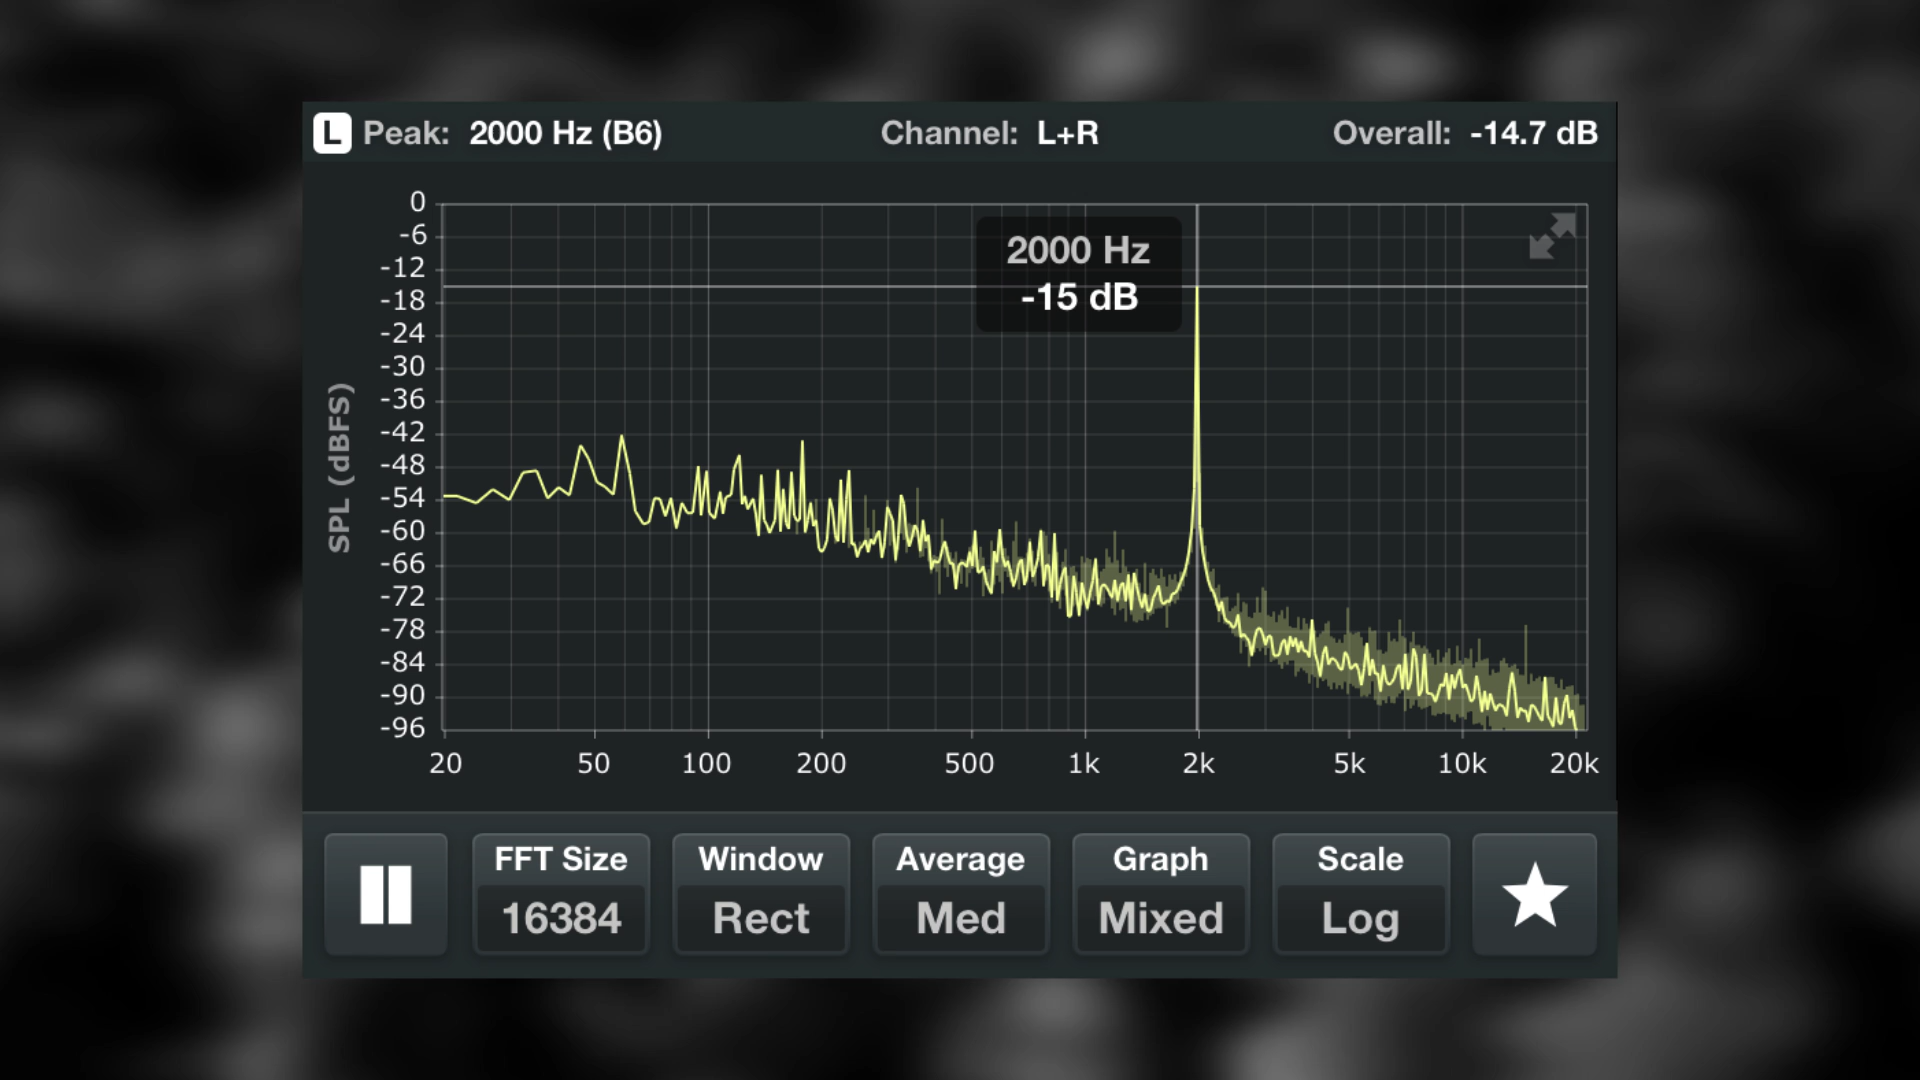 L Peak: 2000 Hz (B6) Channel: L+R Overall: -14.7 dB
2000 Hz
-15 dB
SPL (dBFS)
0
-6
-12
-18
-24
-30
-36
-42
-48
-54
-60
-66
-72
-78
-84
-90
-96
20 50 100 200 500 1k 2k 5k 10k 20k
FFT Size Window Average Graph Scale
16384 Rect Med Mixed Log